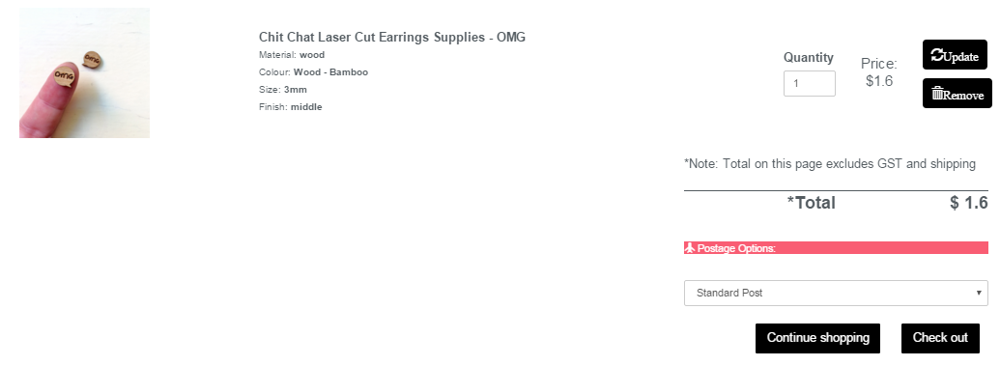 OMG
OMG
Chit Chat Laser Cut Earrings Supplies - OMG
Material: wood
Colour: Wood - Bamboo
Size: 3mm
Finish: middle
Quantity
1
Price:
$1.6
Update
Remove
*Note: Total on this page excludes GST and shipping
*Total $ 1.6
Postage Options:
Standard Post
Continue shopping Check out